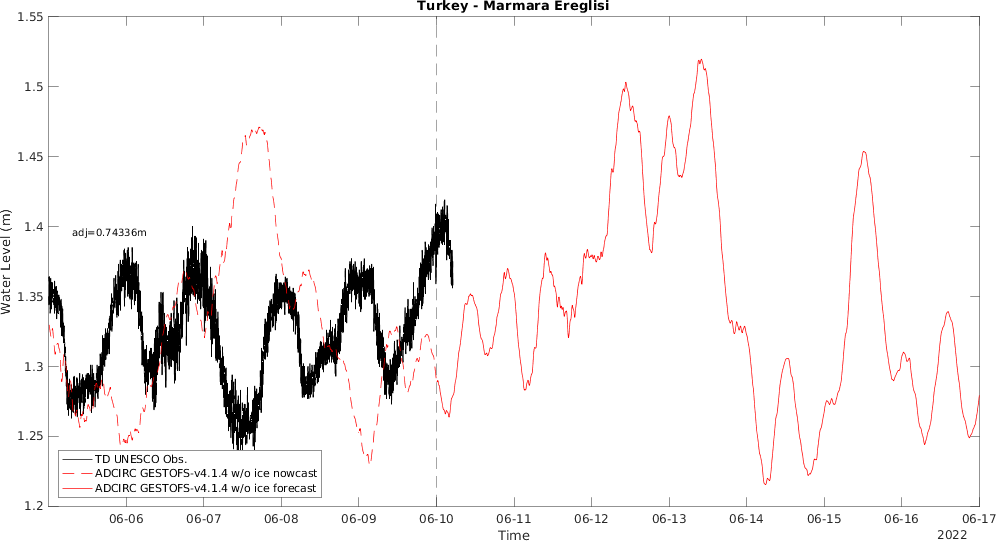 Turkey - Marmara Ereglisi
1.55
1.5
1.45
1.4
1.35
1.3
1.25
1.2
Water Level (m)
adj=0.74336m
TD UNESCO Obs.
ADCIRC GESTOFS-v4.1.4 w/o ice nowcast
ADCIRC GESTOFS-v4.1.4 w/o ice forecast
06-06 06-07 06-08 06-09 06-10 06-11 06-12 06-13 06-14 06-15 06-16 06-17
Time
2022